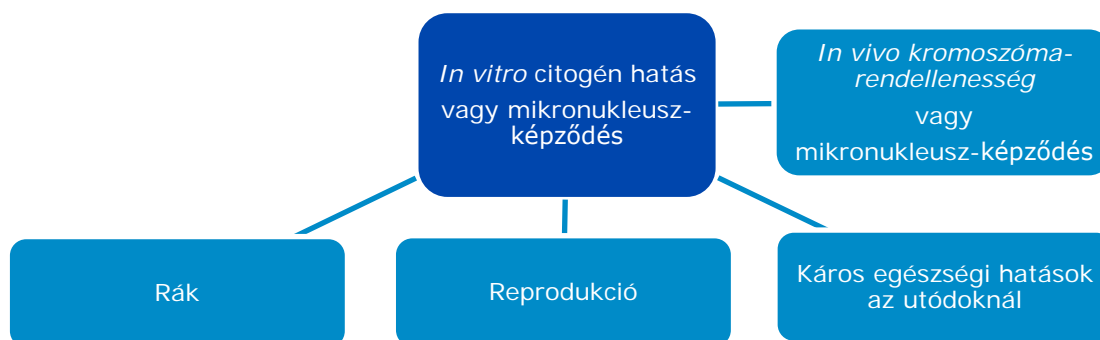 In vitro citogén hatás
vagy mikronukleusz-
képződés
In vivo kromoszóma-
rendellenesség
vagy
mikronukleusz-képződés
Rák
Reprodukció
Káros egészségi hatások
az utódoknál